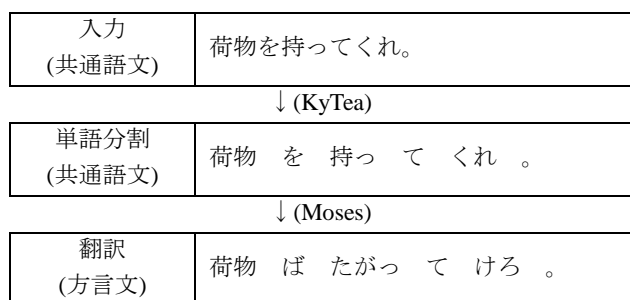 入力
(共通語文)
荷物を持ってくれ。
↓(KyTea)
単語分割
(共通語文)
荷物 を 持っ て くれ 。
↓(Moses)
翻訳
(方言文)
荷物 ば たがっ て けろ 。